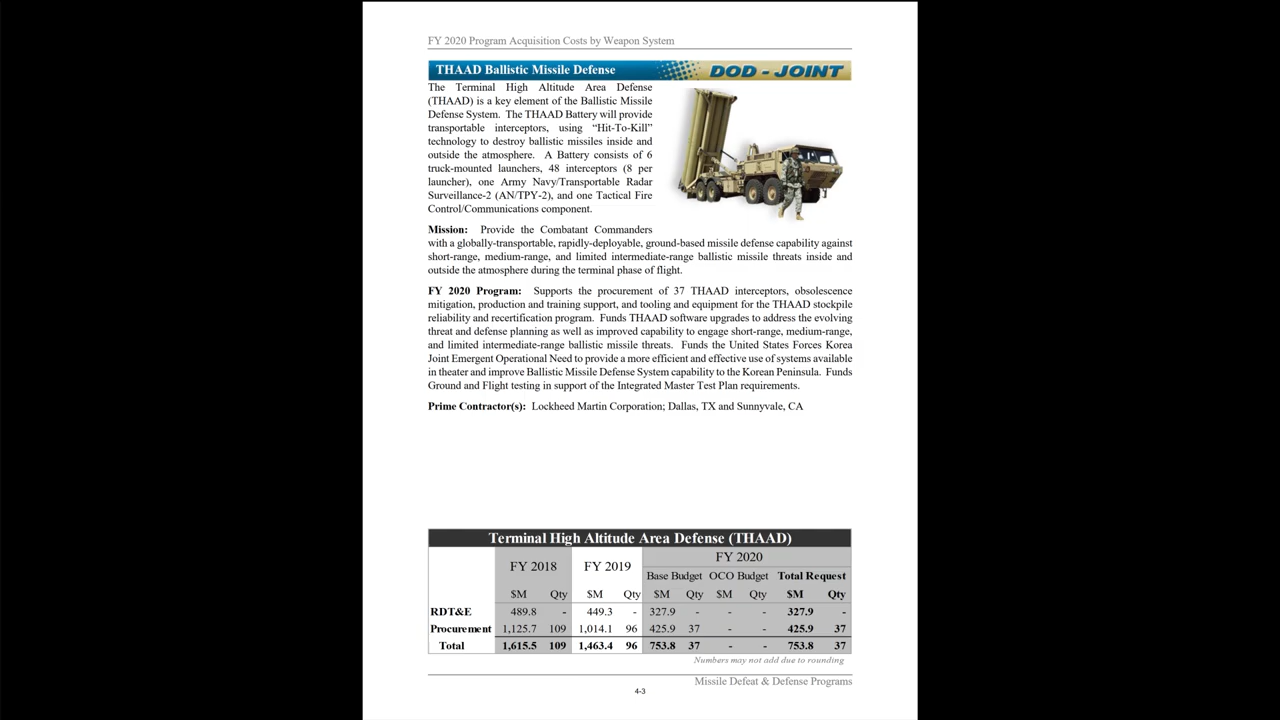 FY 2020 Program Acquisition Costs by Weapon System
THAAD Ballistic Missile Defense
DOD - JOINT
The Terminal High Altitude Area Defense
(THAAD) is a key element of the Ballistic Missile
Defense System. The THAAD Battery will provide
transportable interceptors, using “Hit-To-Kill”
technology to destroy ballistic missiles inside and
outside the atmosphere. A Battery consists of 6
truck-mounted launchers, 48 interceptors (8 per
launcher), one Army Navy/Transportable Radar
Surveillance-2 (AN/TPY-2), and one Tactical Fire
Control/Communications component.
Mission: Provide the Combatant Commanders
with a globally-transportable, rapidly-deployable, ground-based missile defense capability against
short-range, medium-range, and limited intermediate-range ballistic missile threats inside and
outside the atmosphere during the terminal phase of flight.
FY 2020 Program: Supports the procurement of 37 THAAD interceptors, obsolescence
mitigation, production and training support, and tooling and equipment for the THAAD stockpile
reliability and recertification program. Funds THAAD software upgrades to address the evolving
threat and defense planning as well as improved capability to engage short-range, medium-range,
and limited intermediate-range ballistic missile threats. Funds the United States Forces Korea
Joint Emergent Operational Need to provide a more efficient and effective use of systems available
in theater and improve Ballistic Missile Defense System capability to the Korean Peninsula. Funds
Ground and Flight testing in support of the Integrated Master Test Plan requirements.
Prime Contractor(s): Lockheed Martin Corporation; Dallas, TX and Sunnyvale, CA
Terminal High Altitude Area Defense (THAAD)
FY 2018 FY 2019 FY 2020
Base Budget OCO Budget Total Request
$M Qty $M Qty $M Qty $M Qty $M Qty
RDT&E 489.8 - 449.3 - 327.9 - - - 327.9 -
Procurement 1,125.7 109 1,014.1 96 425.9 37 - - 425.9 37
Total 1,615.5 109 1,463.4 96 753.8 37 - - 753.8 37
Numbers may not add due to rounding
Missile Defeat & Defense Programs
4-3